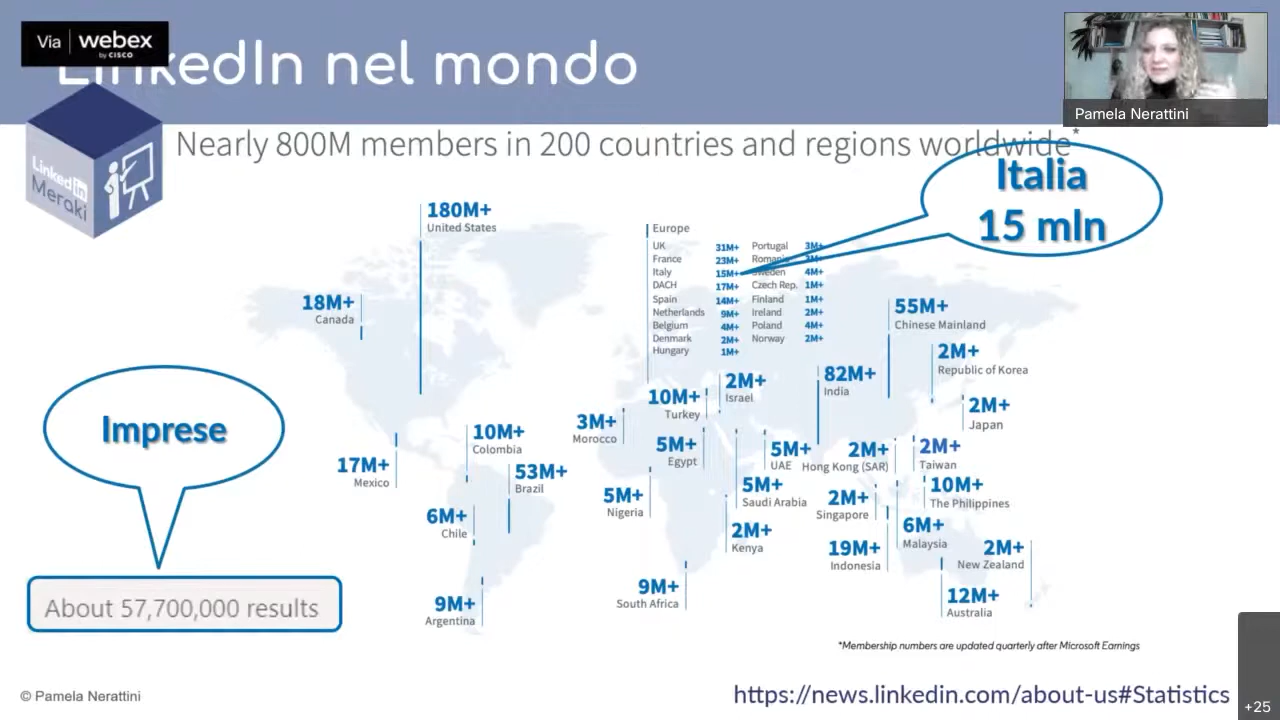 Via webex
by CISCO
LinkedIn nel mondo
Pamela Nerattini
Linked in
Meraki
Nearly 800M members in 200 countries and regions worldwide*
Italia
15 mln
180M+
United States
18M+
Canada
Europe
UK 31M+ Portugal 3M+
France 23M+ Romania
Italy 15M+ Sweden 4M+
DACH 17M+ Czech Rep. 1M+
Spain 14M+ Finland 1M+
Netherlands 9M+ Ireland 2M+
Belgium 4M+ Poland 4M+
Denmark 2M+ Norway 2M+
Hungary 1M+
55M+
Chinese Mainland
2M+
Republic of Korea
82M+
India
2M+
Israel
10M+
Turkey
2M+
Japan
Imprese
3M+
Morocco
10M+
Colombia
5M+
Egypt
5M+
UAE
2M+
Hong Kong (SAR)
2M+
Taiwan
17M+
Mexico
53M+
Brazil
5M+
Nigeria
5M+
Saudi Arabia
2M+
Singapore
10M+
The Philippines
6M+
Chile
2M+
Kenya
6M+
Malaysia
19M+
Indonesia
2M+
New Zealand
9M+
South Africa
9M+
Argentina
12M+
Australia
About 57,700,000 results
*Membership numbers are updated quarterly after Microsoft Earnings
© Pamela Nerattini
https://news.linkedin.com/about-us#Statistics
+25